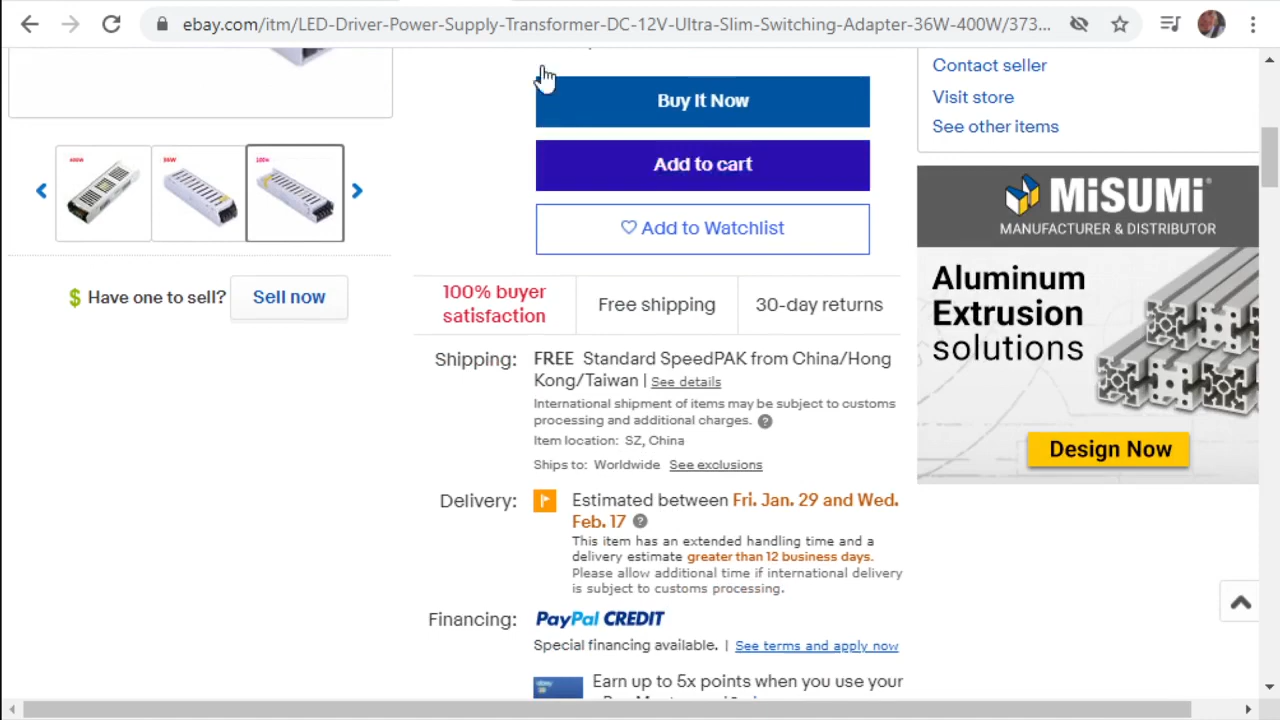 ebay.com/itm/LED-Driver-Power-Supply-Transformer-DC-12V-Ultra-Slim-Switching-Adapter-36W-400W/373...
Contact seller
Visit store
See other items
Buy It Now
Add to cart
Add to Watchlist
400W
36W
100W
$ Have one to sell?
Sell now
100% buyer
satisfaction
Free shipping
30-day returns
Shipping:
FREE Standard SpeedPAK from China/Hong
Kong/Taiwan | See details
International shipment of items may be subject to customs
processing and additional charges. ?
Item location: SZ, China
Ships to: Worldwide See exclusions
Delivery:
Estimated between Fri. Jan. 29 and Wed.
Feb. 17 ?
This item has an extended handling time and a
delivery estimate greater than 12 business days.
Please allow additional time if international delivery
is subject to customs processing.
Financing:
PayPal CREDIT
Special financing available. | See terms and apply now
Earn up to 5x points when you use your
MiSUMi®
MANUFACTURER & DISTRIBUTOR
Aluminum
Extrusion
solutions
Design Now